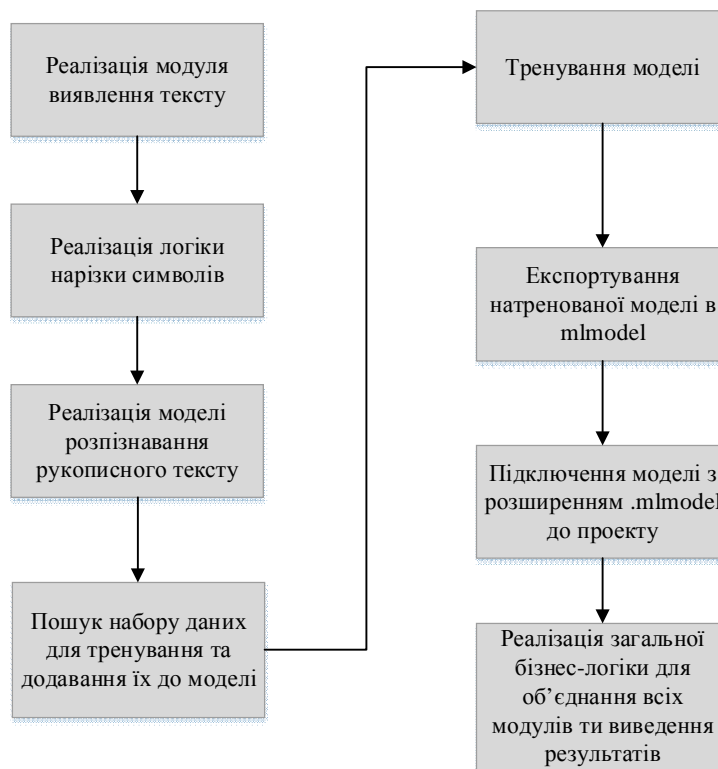 Реалізація модуля
виявлення тексту
Реалізація логіки
нарізки символів
Реалізація моделі
розпізнавання
рукописного тексту
Пошук набору даних
для тренування та
додавання їх до моделі
Тренування моделі
Експортування
натренованої моделі в
mlmodel
Підключення моделі з
розширенням .mlmodel
до проекту
Реалізація загальної
бізнес-логіки для
об’єднання всіх
модулів ти виведення
результатів